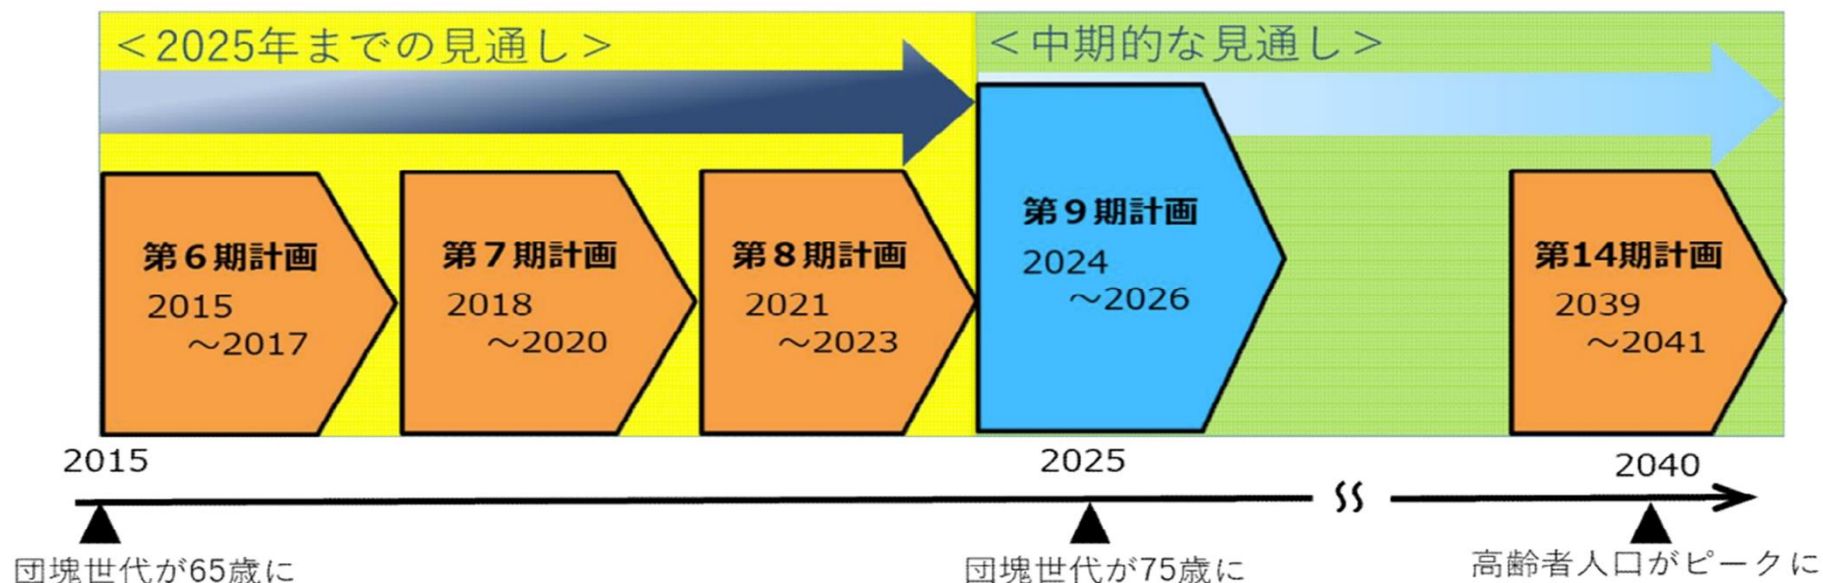 ＜2025年までの見通し＞
＜中期的な見通し＞
第６期計画
2015
～2017
第７期計画
2018
～2020
第８期計画
2021
～2023
第９期計画
2024
～2026
第14期計画
2039
～2041
2015
2025
2040
団塊世代が65歳に
団塊世代が75歳に
高齢者人口がピークに